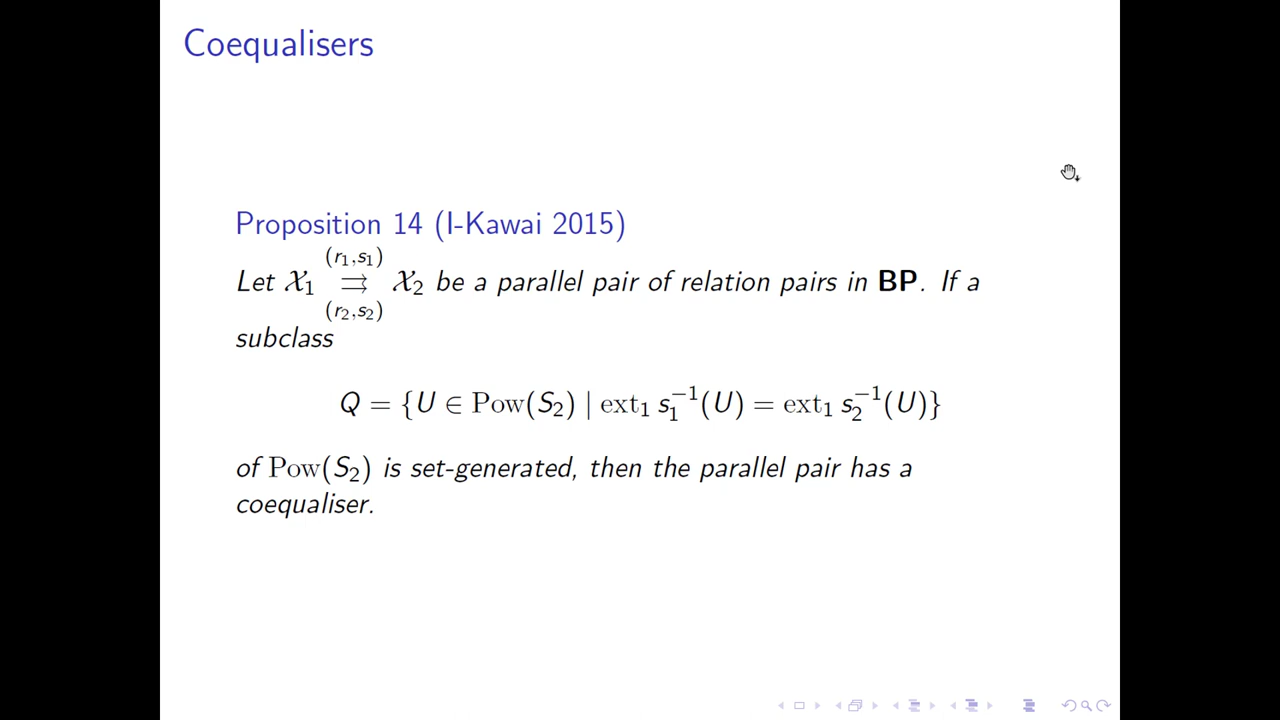 Coequalisers
Proposition 14 (I-Kawai 2015)
(r₁,s₁)
Let 𝒳₁ ⇉ 𝒳₂ be a parallel pair of relation pairs in BP. If a
(r₂,s₂)
subclass
Q = {U ∈ Pow(S₂) | ext₁ s₁⁻¹(U) = ext₁ s₂⁻¹(U)}
of Pow(S₂) is set-generated, then the parallel pair has a
coequaliser.